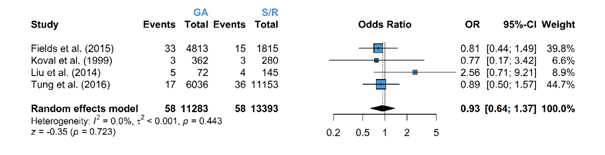 GA S/R
Study Events Total Events Total Odds Ratio OR 95%-CI Weight
Fields et al. (2015) 33 4813 15 1815 0.81 [0.44; 1.49] 39.8%
Koval et al. (1999) 3 362 3 280 0.77 [0.17; 3.42] 6.6%
Liu et al. (2014) 5 72 4 145 2.56 [0.71; 9.21] 8.9%
Tung et al. (2016) 17 6036 36 11153 0.89 [0.50; 1.57] 44.7%
Random effects model 58 11283 58 13393 0.93 [0.64; 1.37] 100.0%
Heterogeneity: I² = 0.0%, τ² < 0.001, p = 0.443
z = -0.35 (p = 0.723)
0.2 0.5 1 2 5